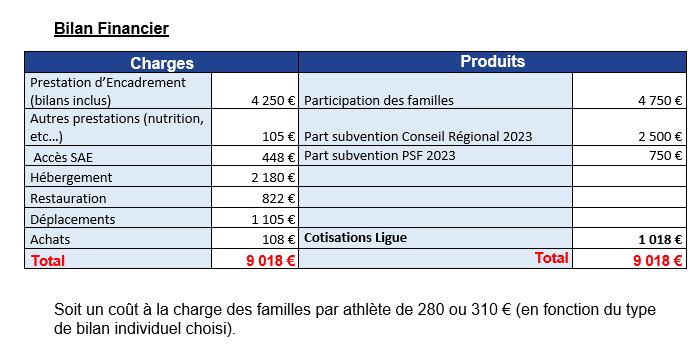 Bilan Financier
Charges Produits
Prestation d'Encadrement
(bilans inclus) 4 250 € Participation des familles 4 750 €
Autres prestations (nutrition,
etc...) 105 € Part subvention Conseil Régional 2023 2 500 €
Accès SAE 448 € Part subvention PSF 2023 750 €
Hébergement 2 180 €
Restauration 822 €
Déplacements 1 105 €
Achats 108 € Cotisations Ligue 1 018 €
Total 9 018 € Total 9 018 €
Soit un coût à la charge des familles par athlète de 280 ou 310 € (en fonction du type
de bilan individuel choisi).